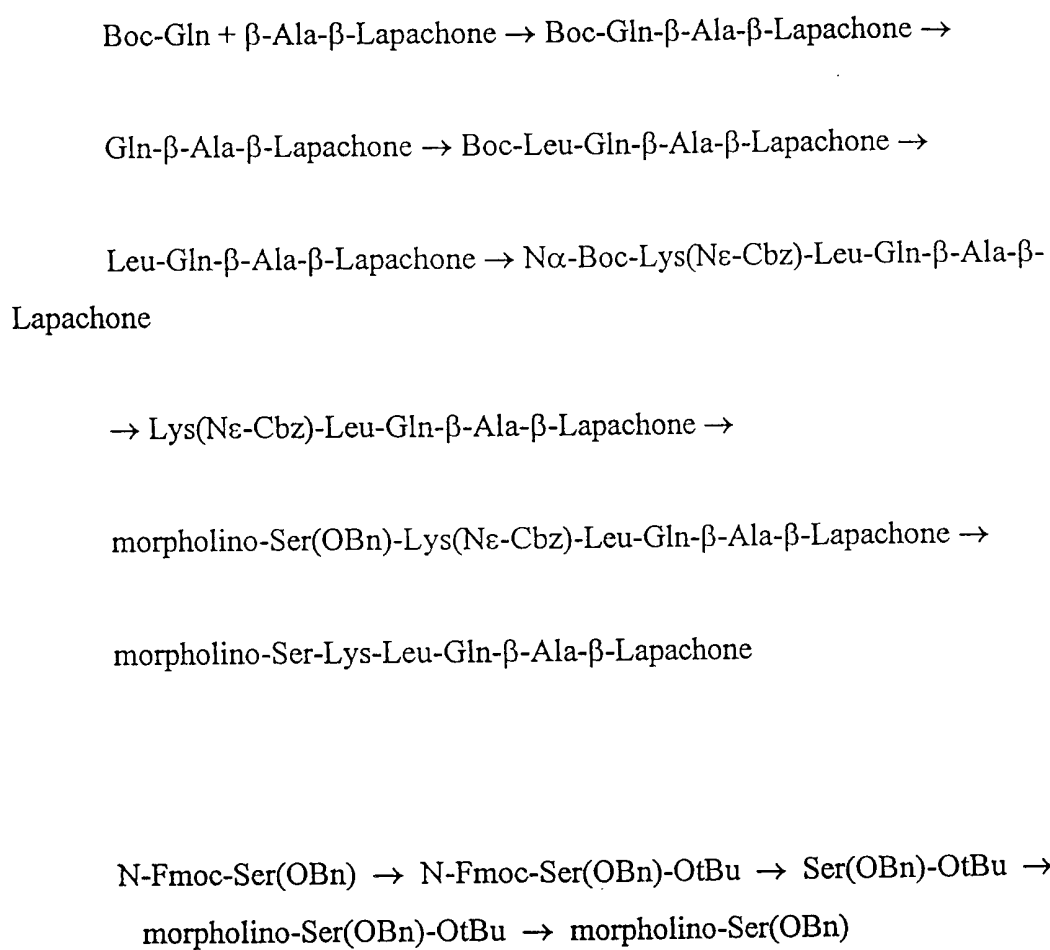 Boc-Gln + β-Ala-β-Lapachone → Boc-Gln-β-Ala-β-Lapachone →
Gln-β-Ala-β-Lapachone → Boc-Leu-Gln-β-Ala-β-Lapachone →
Leu-Gln-β-Ala-β-Lapachone → Nα-Boc-Lys(Nε-Cbz)-Leu-Gln-β-Ala-β-
Lapachone
→ Lys(Nε-Cbz)-Leu-Gln-β-Ala-β-Lapachone →
morpholino-Ser(OBn)-Lys(Nε-Cbz)-Leu-Gln-β-Ala-β-Lapachone →
morpholino-Ser-Lys-Leu-Gln-β-Ala-β-Lapachone
N-Fmoc-Ser(OBn) → N-Fmoc-Ser(OBn)-OtBu → Ser(OBn)-OtBu →
morpholino-Ser(OBn)-OtBu → morpholino-Ser(OBn)